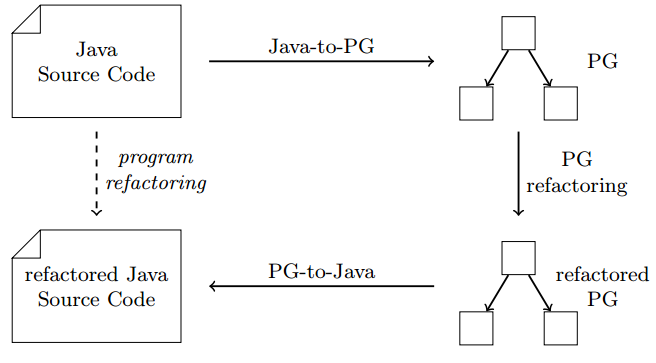 Java
Source Code
Java-to-PG
PG
program
refactoring
PG
refactoring
refactored Java
Source Code
PG-to-Java
refactored
PG